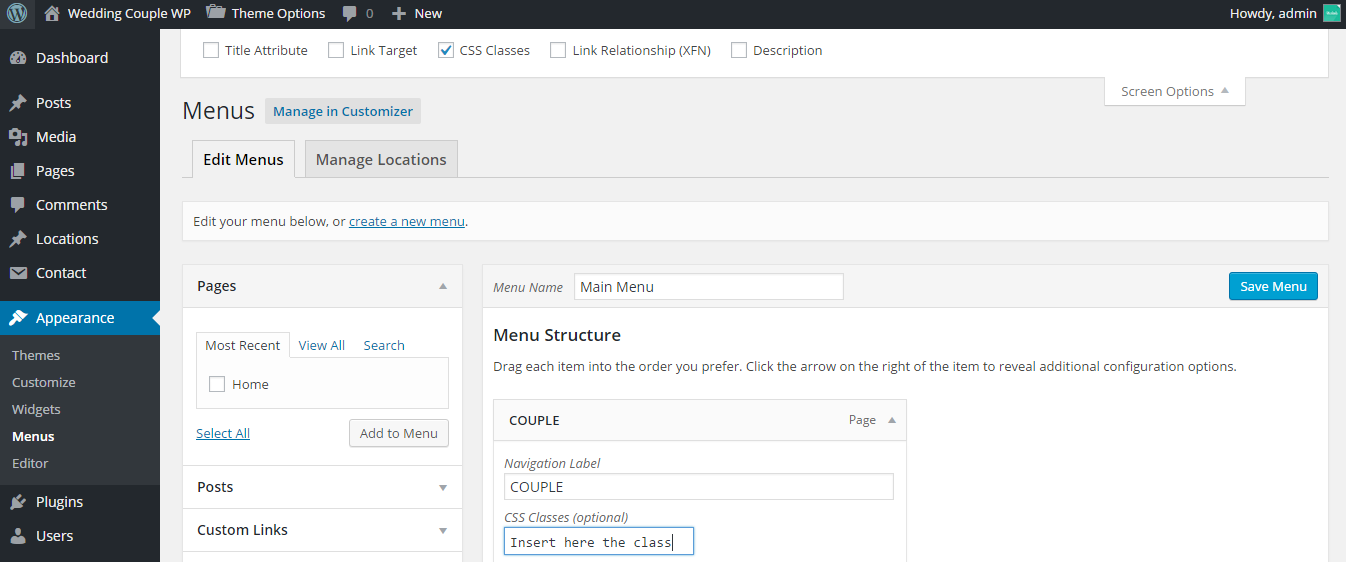 Wedding Couple WP Theme Options 0 New Howdy, admin
Title Attribute Link Target CSS Classes Link Relationship (XFN) Description
Screen Options
Dashboard
Posts
Media
Pages
Comments
Locations
Contact
Appearance
Themes
Customize
Widgets
Menus
Editor
Plugins
Users
Menus Manage in Customizer
Edit Menus Manage Locations
Edit your menu below, or create a new menu.
Pages
Most Recent View All Search
Home
Select All Add to Menu
Posts
Custom Links
Menu Name Main Menu Save Menu
Menu Structure
Drag each item into the order you prefer. Click the arrow on the right of the item to reveal additional configuration options.
COUPLE Page
Navigation Label
COUPLE
CSS Classes (optional)
Insert here the class